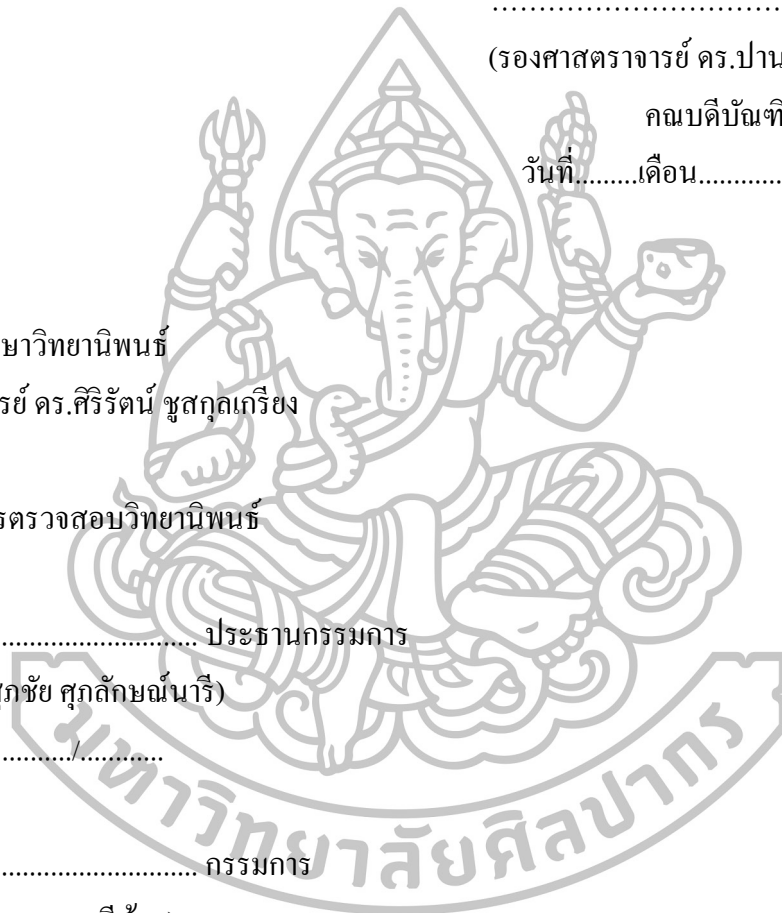 ................................
(รองศาสตราจารย์ ดร.ปาน
คณบดีบัณฑิ
วันที่.........เดือน.............
ษาวิทยานิพนธ์
รย์ ดร.ศิริรัตน์ ชูสกุลเกรียง
รตรวจสอบวิทยานิพนธ์
............................ ประธานกรรมการ
ศุภชัย ศุภลักษณ์นารี)
.........../............
............................ กรรมการ
มหาวิทยาลัยศิลปากร